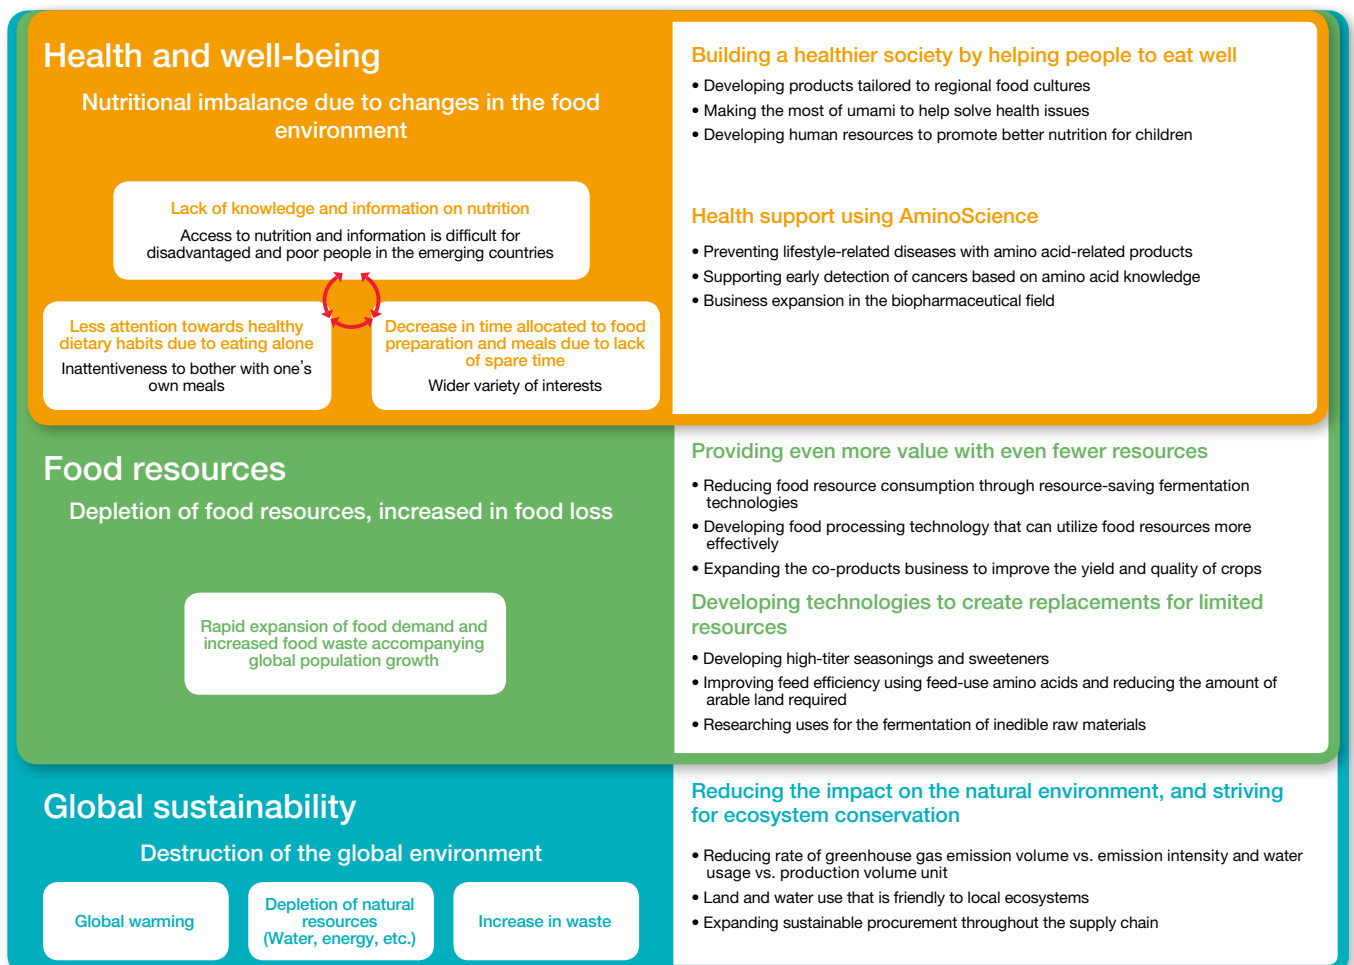 Health and well-being
Nutritional imbalance due to changes in the food
environment
Lack of knowledge and information on nutrition
Access to nutrition and information is difficult for
disadvantaged and poor people in the emerging countries
Less attention towards healthy
dietary habits due to eating alone
Inattentiveness to bother with one's
own meals
Decrease in time allocated to food
preparation and meals due to lack
of spare time
Wider variety of interests
Building a healthier society by helping people to eat well
• Developing products tailored to regional food cultures
• Making the most of umami to help solve health issues
• Developing human resources to promote better nutrition for children
Health support using AminoScience
• Preventing lifestyle-related diseases with amino acid-related products
• Supporting early detection of cancers based on amino acid knowledge
• Business expansion in the biopharmaceutical field
Food resources
Depletion of food resources, increased in food loss
Rapid expansion of food demand and
increased food waste accompanying
global population growth
Providing even more value with even fewer resources
• Reducing food resource consumption through resource-saving fermentation
technologies
• Developing food processing technology that can utilize food resources more
effectively
• Expanding the co-products business to improve the yield and quality of crops
Developing technologies to create replacements for limited
resources
• Developing high-titer seasonings and sweeteners
• Improving feed efficiency using feed-use amino acids and reducing the amount of
arable land required
• Researching uses for the fermentation of inedible raw materials
Global sustainability
Destruction of the global environment
Global warming
Depletion of natural
resources
(Water, energy, etc.)
Increase in waste
Reducing the impact on the natural environment, and striving
for ecosystem conservation
• Reducing rate of greenhouse gas emission volume vs. emission intensity and water
usage vs. production volume unit
• Land and water use that is friendly to local ecosystems
• Expanding sustainable procurement throughout the supply chain